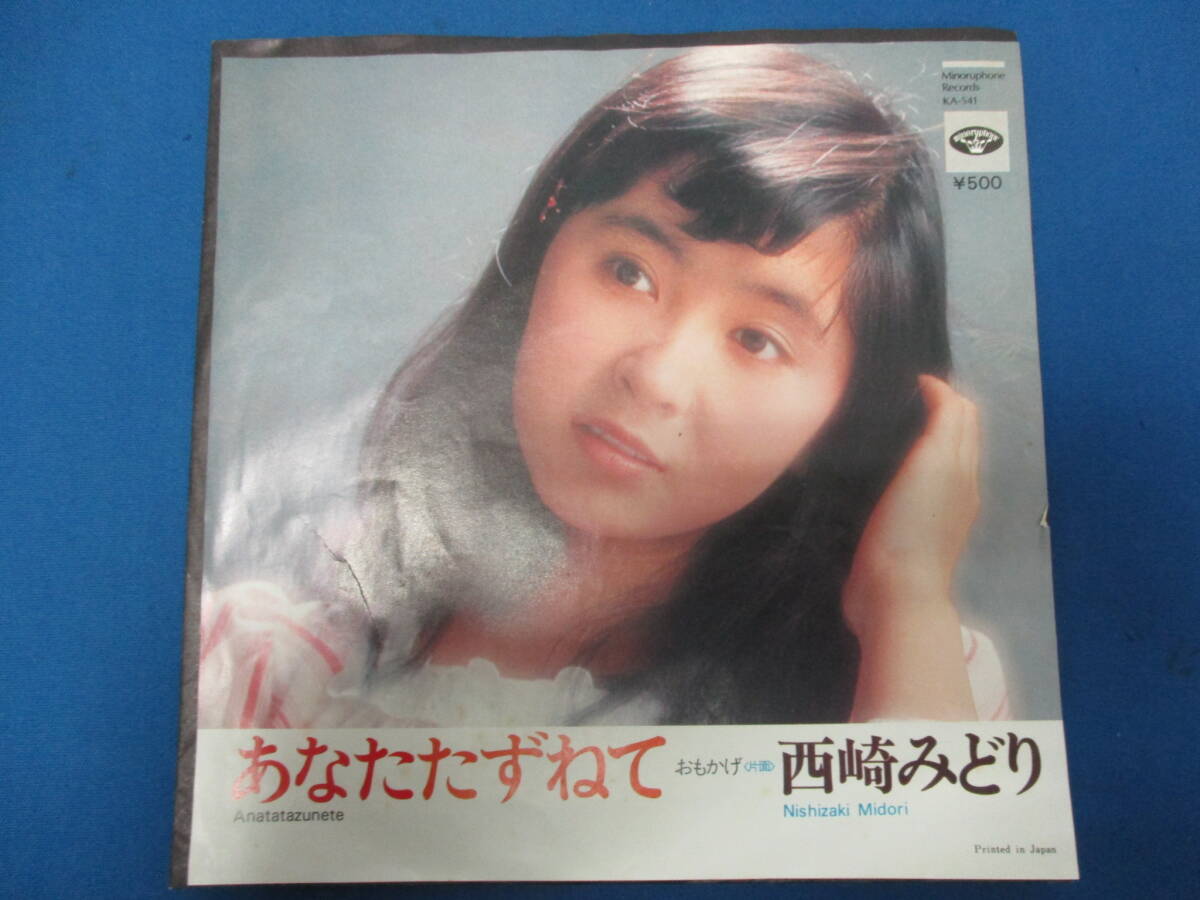 Minoruphone
Records
KA-541
minoruphone
¥500
あなたたずねて おもかげ〈片面〉 西崎みどり
Anatatazunete Nishizaki Midori
Printed in Japan